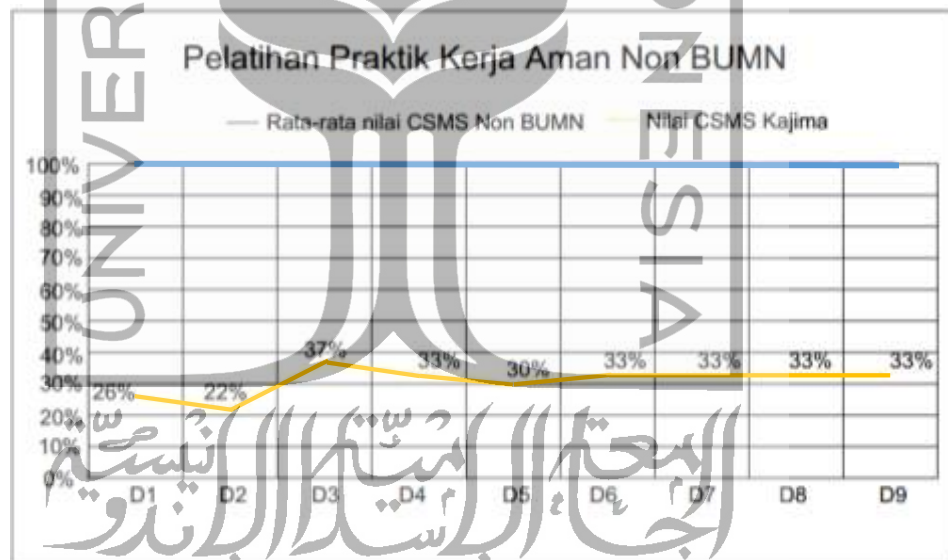 Pelatihan Praktik Kerja Aman Non BUMN
Rata-rata nilai CSMS Non BUMN Nilai CSMS Kajima
100%
90%
80%
70%
60%
50%
40%
30%
20%
10%
0%
26% 22% 37% 33% 30% 33% 33% 33% 33%
D1 D2 D3 D4 D5 D6 D7 D8 D9
UNIVER
NESIA